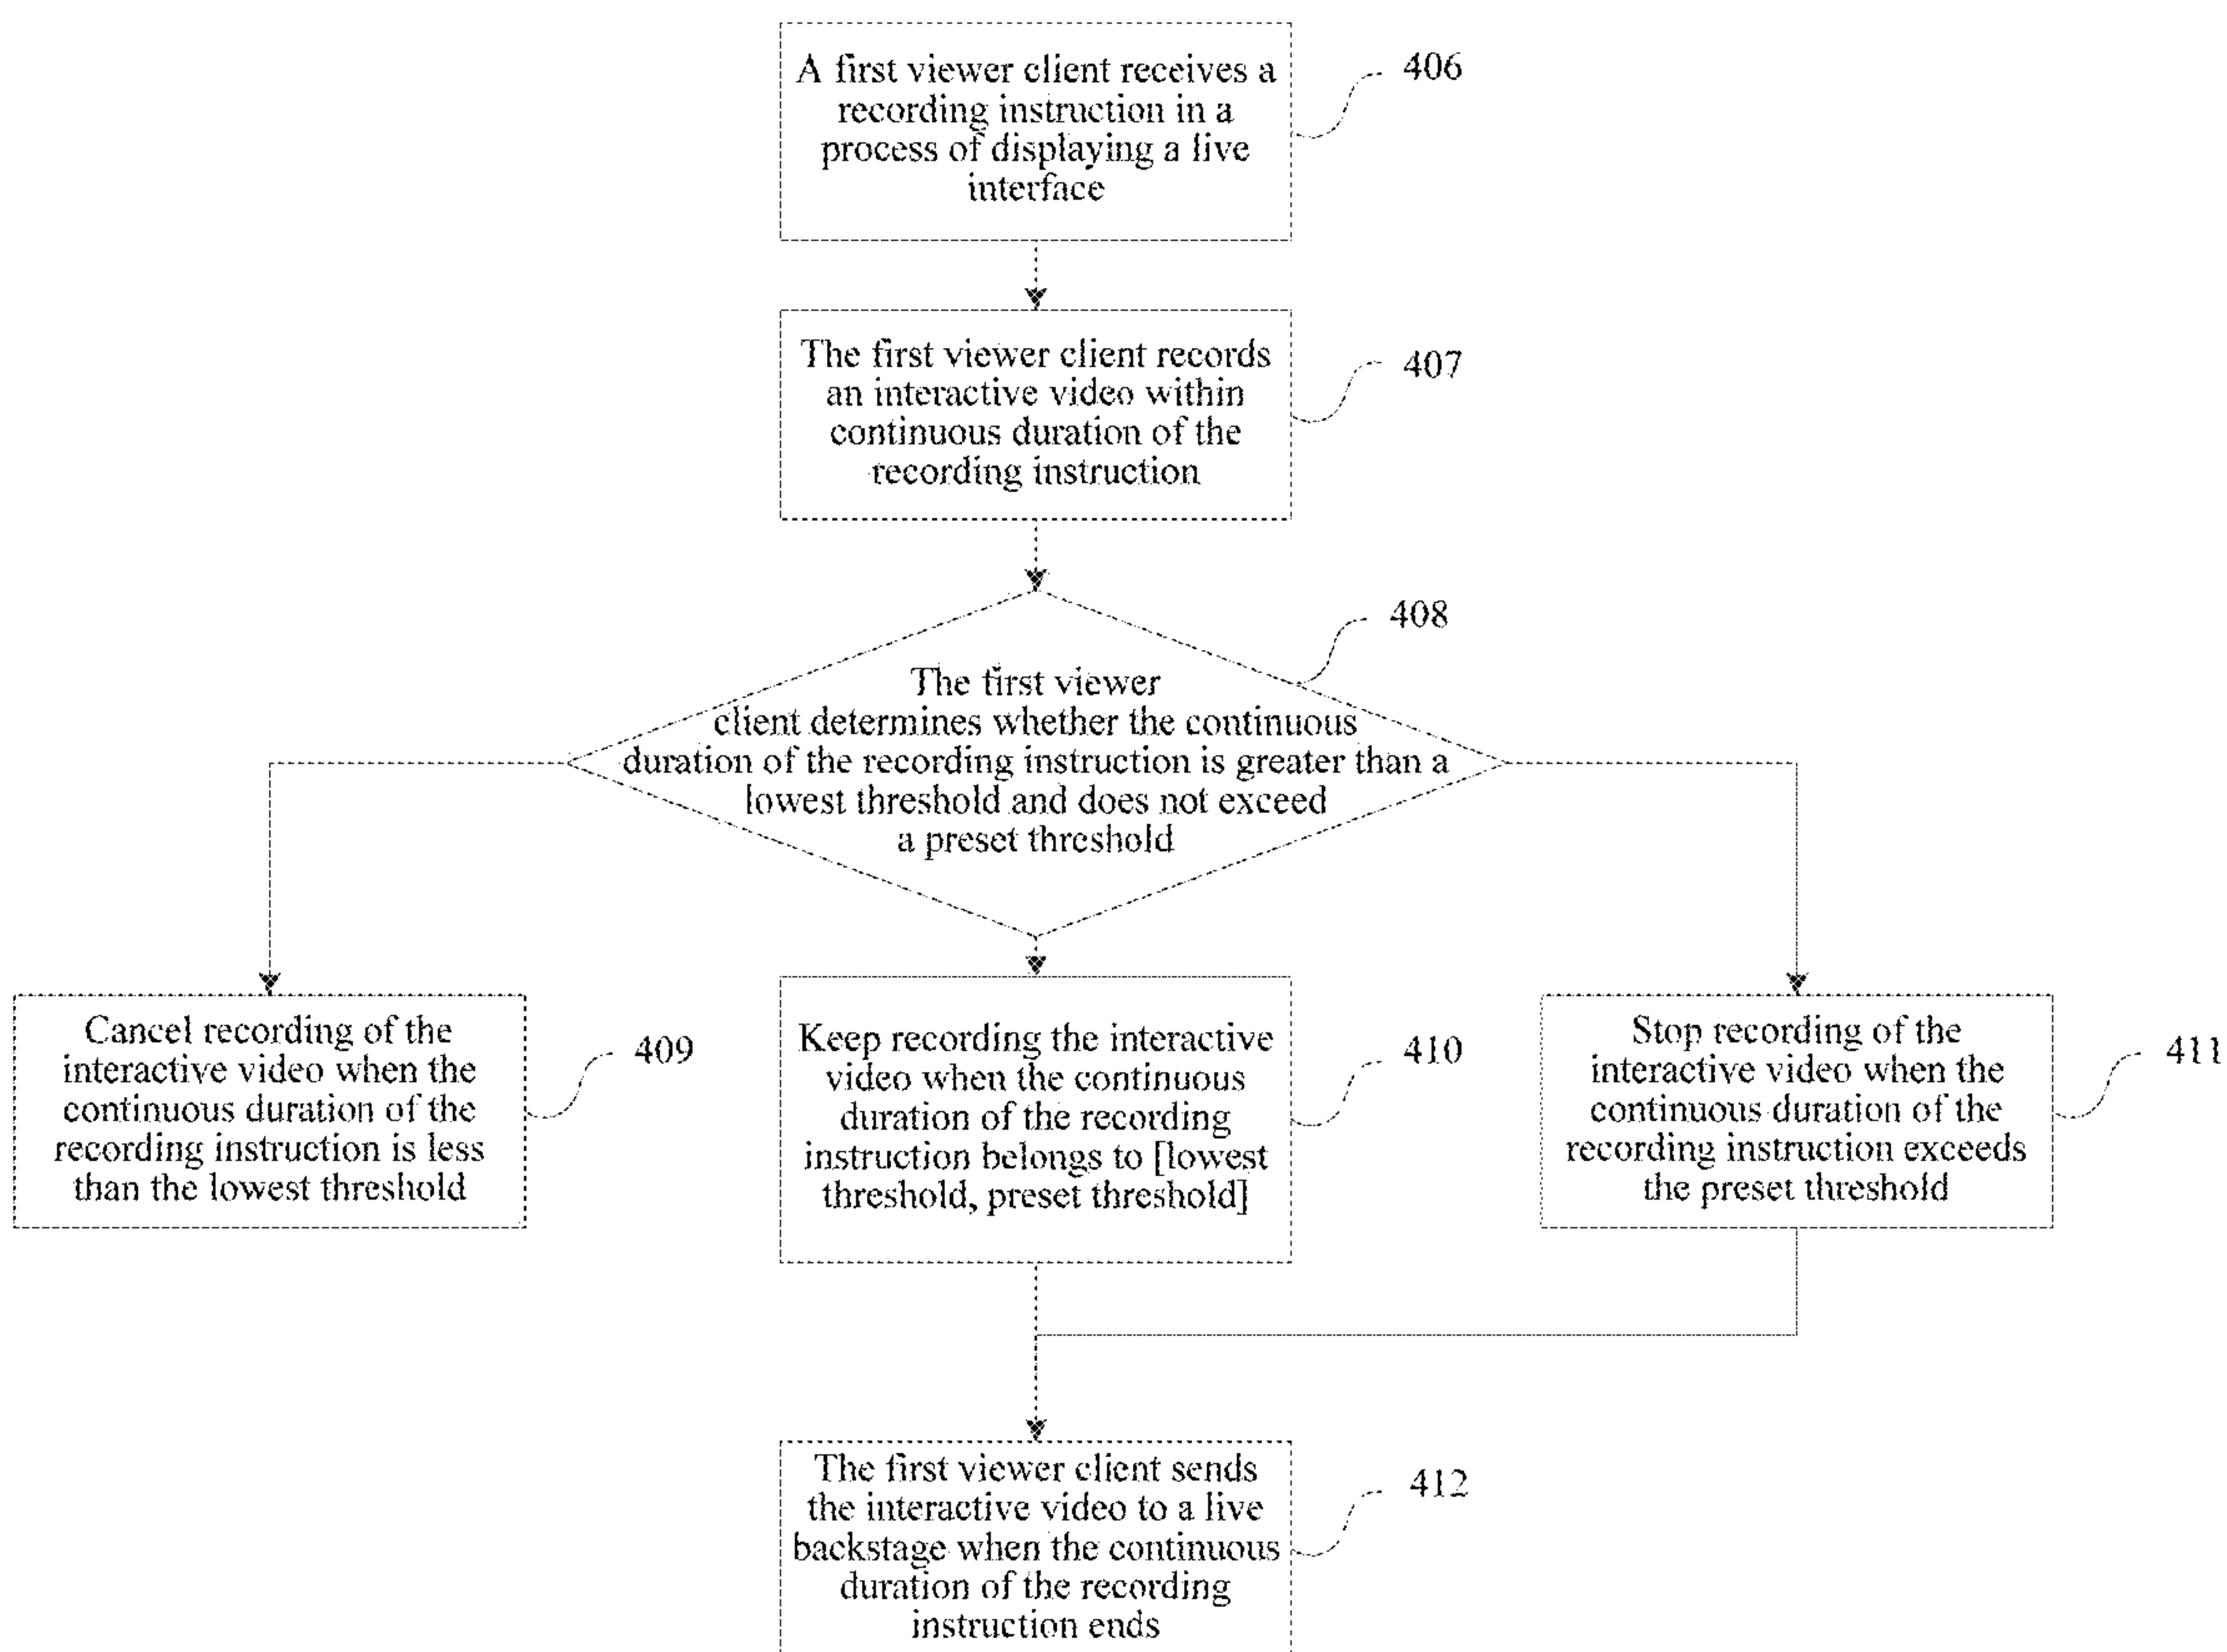 A first viewer client receives a
recording instruction in a
process of displaying a live
interface
406
The first viewer client records
an interactive video within
continuous duration of the
recording instruction
407
408
The first viewer
client determines whether the continuous
duration of the recording instruction is greater than a
lowest threshold and does not exceed
a preset threshold
Cancel recording of the
interactive video when the
continuous duration of the
recording instruction is less
than the lowest threshold
409
Keep recording the interactive
video when the continuous
duration of the recording
instruction belongs to [lowest
threshold, preset threshold]
410
Stop recording of the
interactive video when the
continuous duration of the
recording instruction exceeds
the preset threshold
411
The first viewer client sends
the interactive video to a live
backstage when the continuous
duration of the recording
instruction ends
412